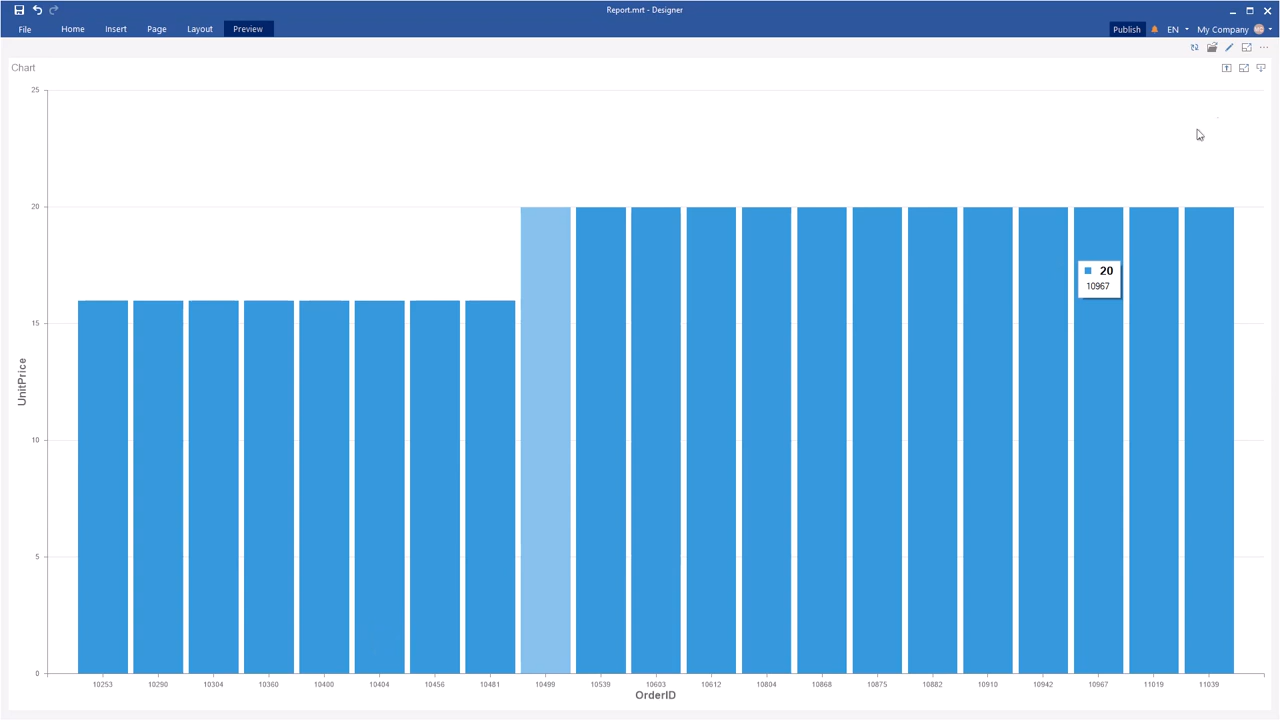 Report.mrt - Designer
File Home Insert Page Layout Preview Publish EN My Company
Chart
25
20
15
10
5
0
UnitPrice
20
10967
10253 10290 10304 10360 10400 10404 10456 10481 10499 10539 10603 10612 10804 10868 10875 10882 10910 10942 10967 11019 11039
OrderID